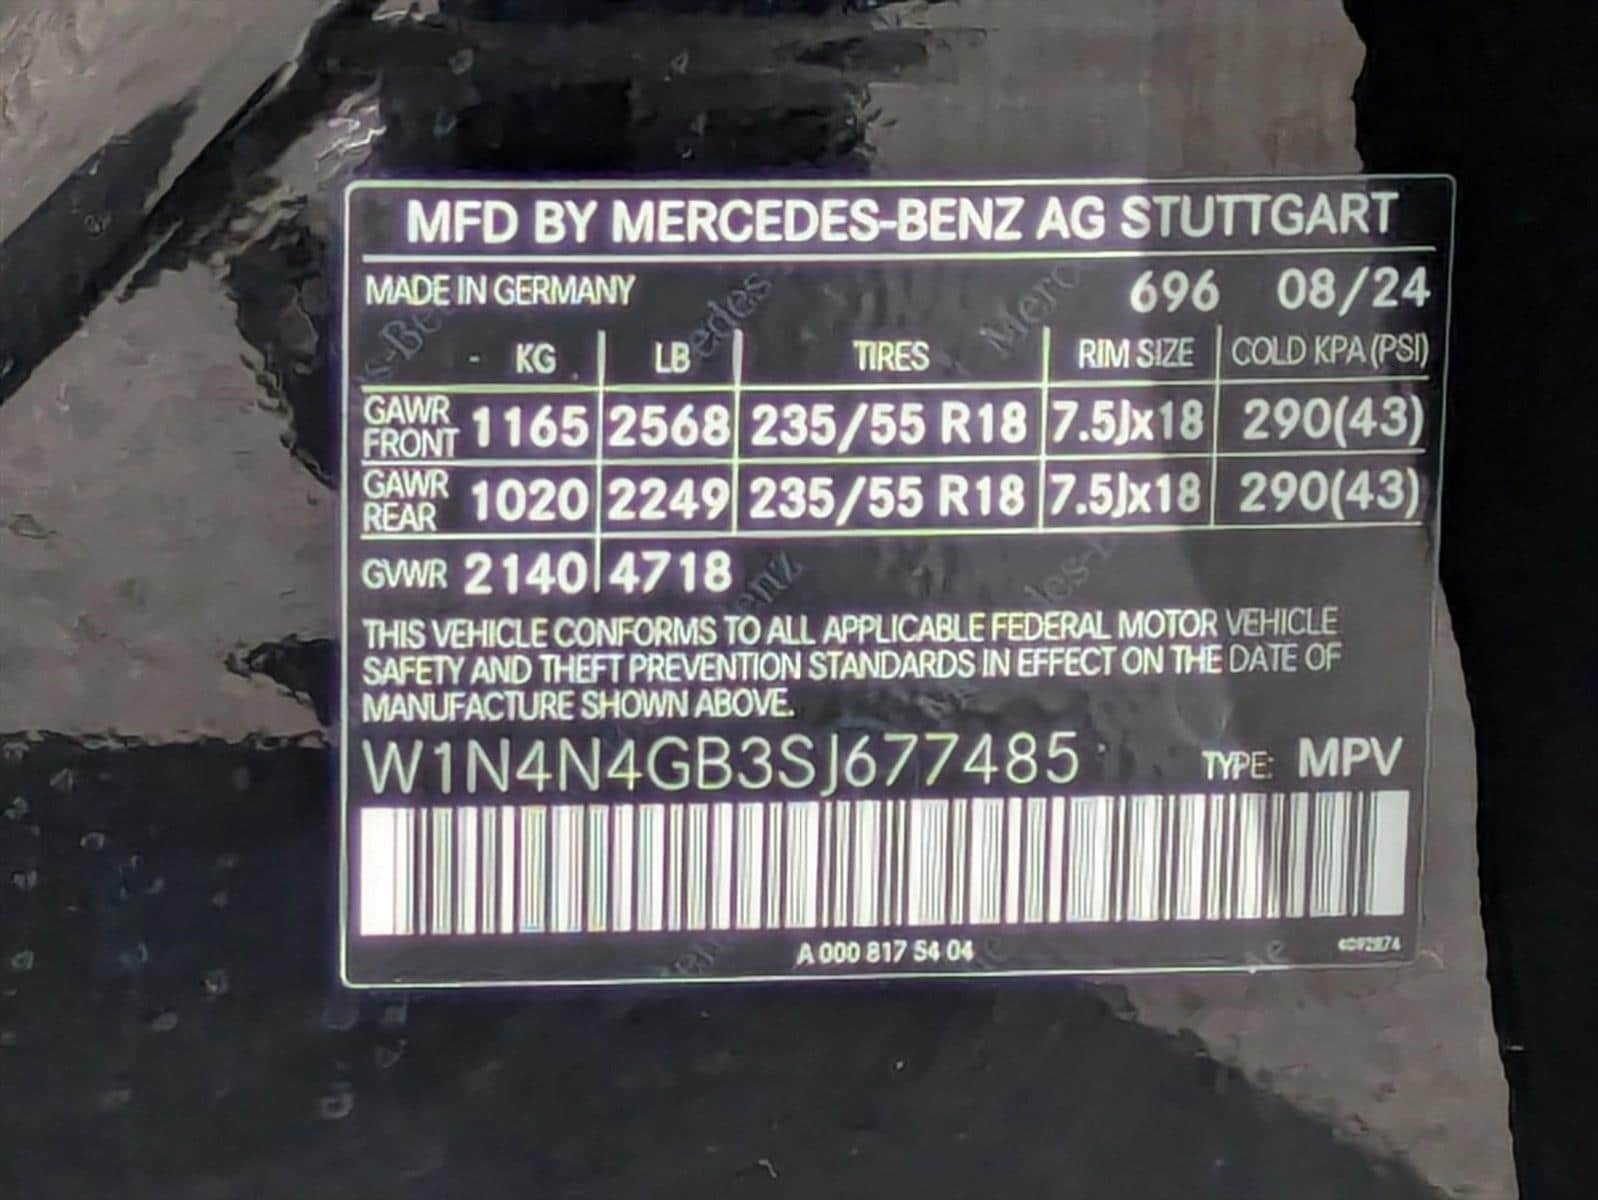 MFD BY MERCEDES-BENZ AG STUTTGART
MADE IN GERMANY 696 08/24
KG LB TIRES RIM SIZE COLD KPA (PSI)
GAWR FRONT 1165 2568 235/55 R18 7.5Jx18 290(43)
GAWR REAR 1020 2249 235/55 R18 7.5Jx18 290(43)
GVWR 2140 4718
THIS VEHICLE CONFORMS TO ALL APPLICABLE FEDERAL MOTOR VEHICLE
SAFETY AND THEFT PREVENTION STANDARDS IN EFFECT ON THE DATE OF
MANUFACTURE SHOWN ABOVE.
W1N4N4GB3SJ677485 TYPE: MPV
A 000 817 54 04